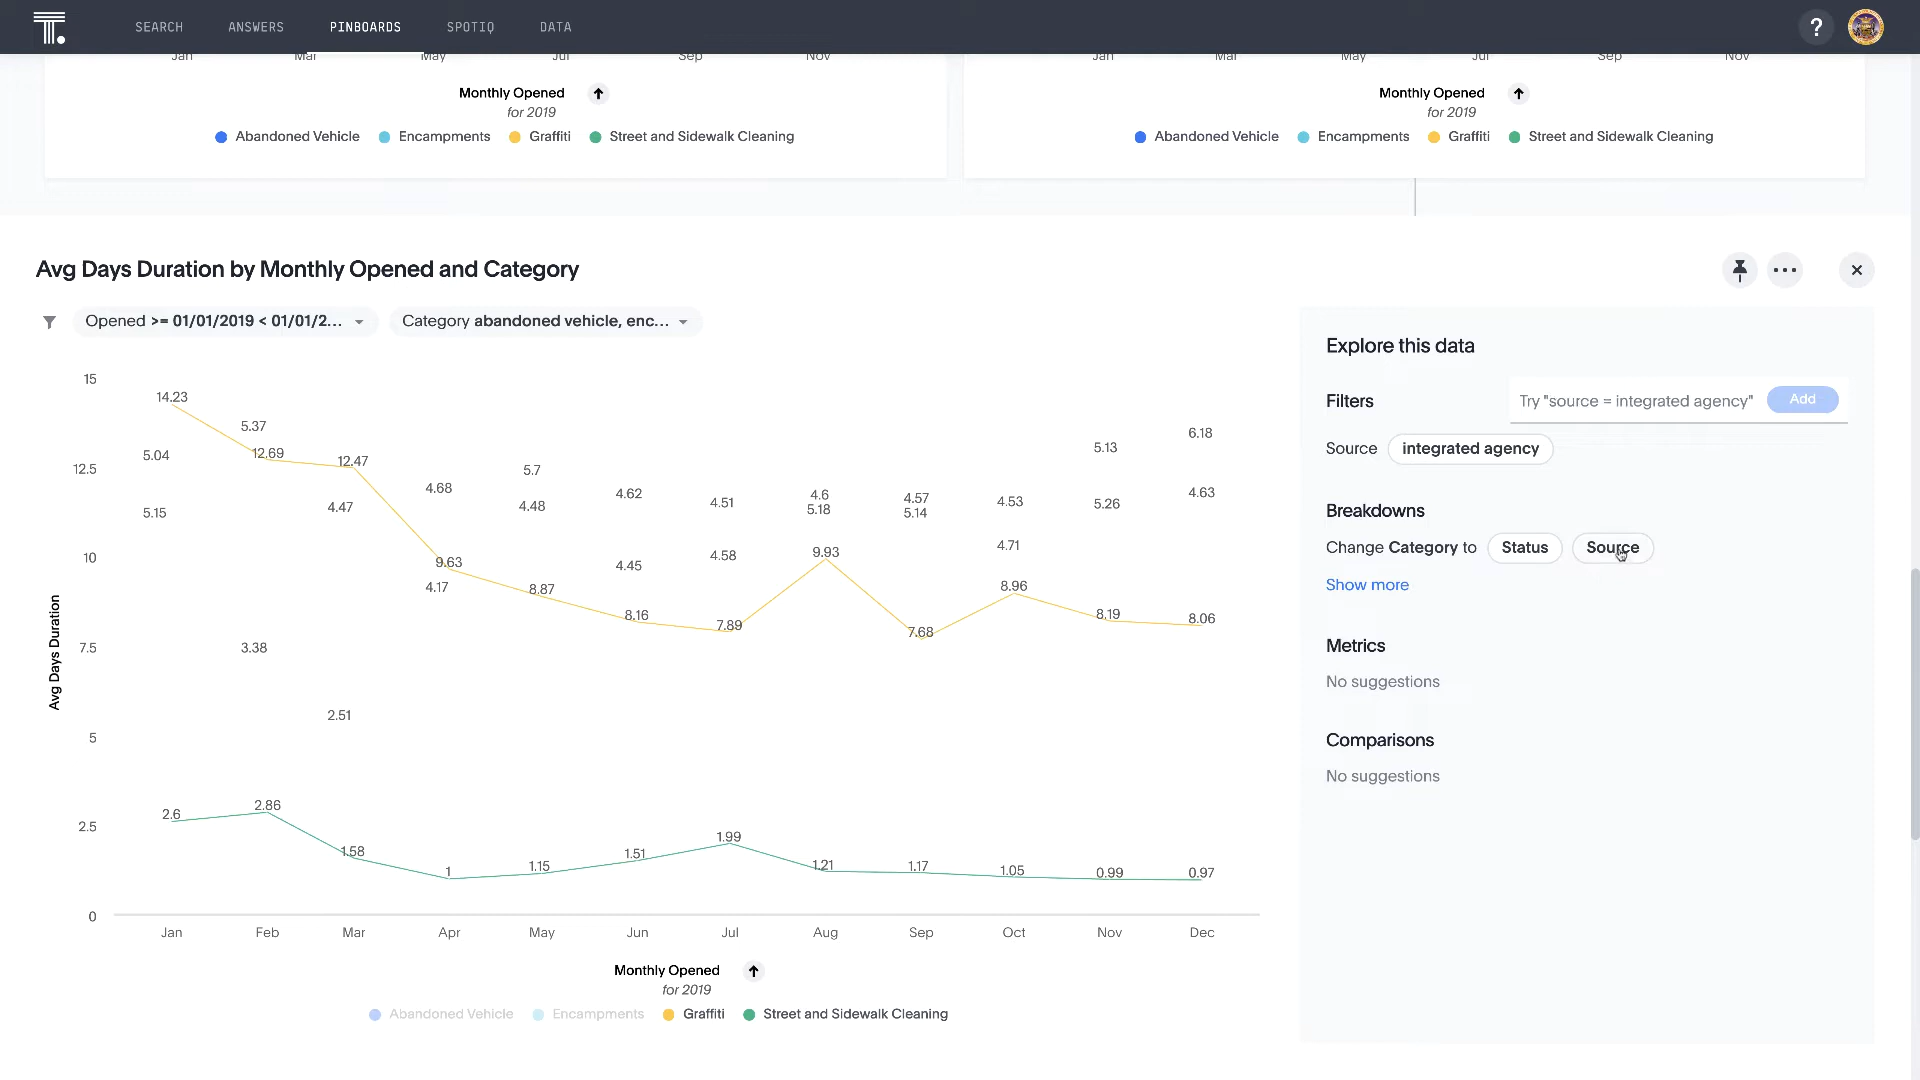 T.
SEARCH ANSWERS PINBOARDS SPOTIQ DATA ?
Jan Mar May Jul Sep Nov
Jan Mar May Jul Sep Nov
Monthly Opened
for 2019
Abandoned Vehicle Encampments Graffiti Street and Sidewalk Cleaning
Monthly Opened
for 2019
Abandoned Vehicle Encampments Graffiti Street and Sidewalk Cleaning
Avg Days Duration by Monthly Opened and Category
Opened >= 01/01/2019 < 01/01/2... Category abandoned vehicle, enc...
Avg Days Duration
15
12.5
10
7.5
5
2.5
0
14.23
5.04
5.15
2.6
5.37
12.69
3.38
2.86
12.47
4.47
2.51
1.58
4.68
9.63
4.17
1
5.7
4.48
8.87
1.15
4.62
4.45
8.16
1.51
4.51
4.58
7.89
1.99
4.6
5.18
9.93
1.21
4.57
5.14
7.68
1.17
4.53
4.71
8.96
1.05
5.13
5.26
8.19
0.99
6.18
4.63
8.06
0.97
Jan Feb Mar Apr May Jun Jul Aug Sep Oct Nov Dec
Monthly Opened
for 2019
Abandoned Vehicle Encampments Graffiti Street and Sidewalk Cleaning
Explore this data
Filters Try "source = integrated agency" Add
Source integrated agency
Breakdowns
Change Category to Status Source
Show more
Metrics
No suggestions
Comparisons
No suggestions